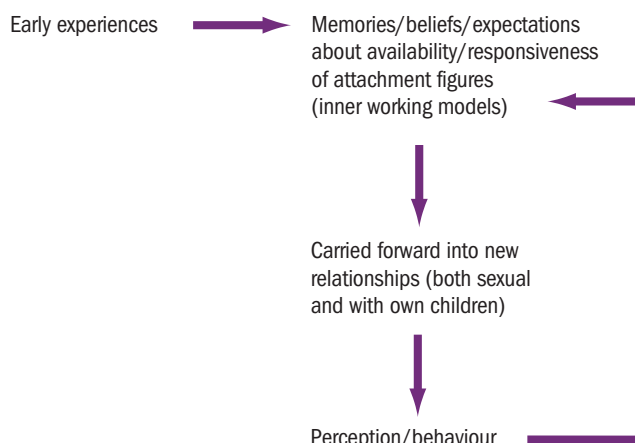 Early experiences
Memories/beliefs/expectations
about availability/responsiveness
of attachment figures
(inner working models)
Carried forward into new
relationships (both sexual
and with own children)
Perception/behaviour